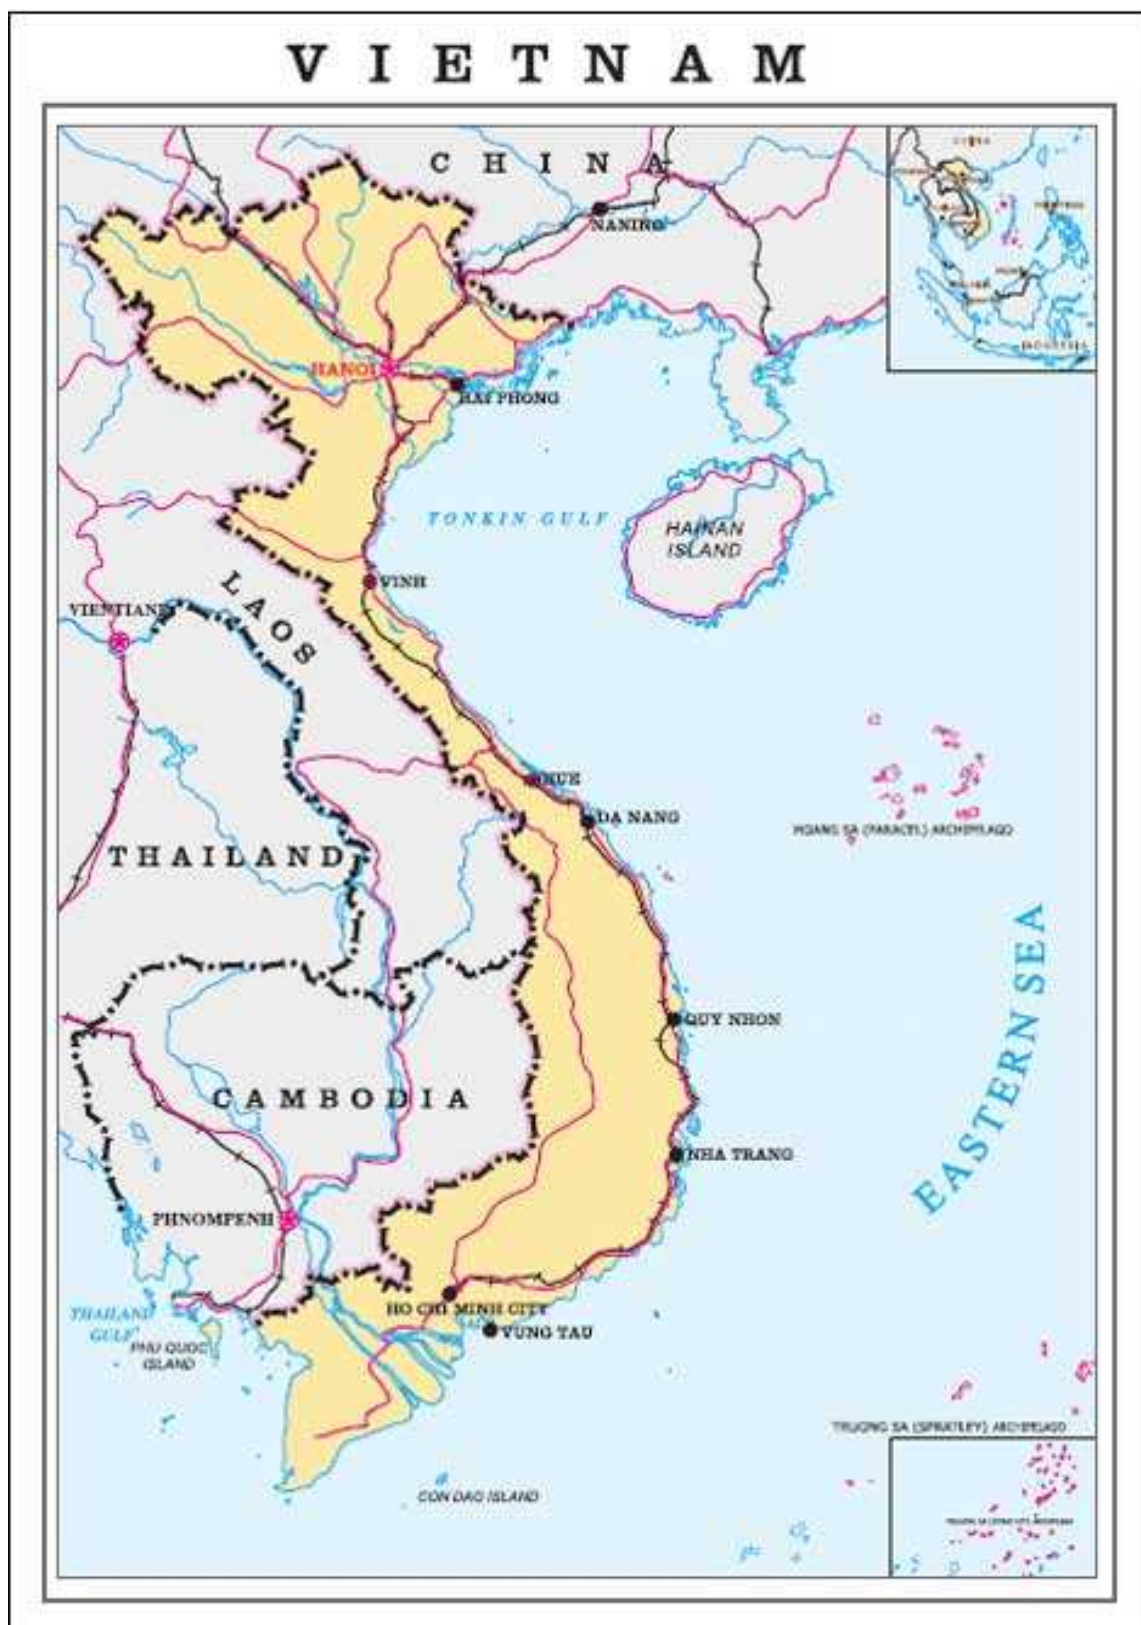 VIETNAM
CHINA
NANING
HANOI
HAI PHONG
TONKIN GULF
HAINAN
ISLAND
VINH
LAOS
VIENTIANE
HUE
DA NANG
HOANG SA (PARACEL) ARCHIPELAGO
THAILAND
EASTERN SEA
QUY NHON
CAMBODIA
NHA TRANG
PHNOMPENH
HO CHI MINH CITY
THAILAND
GULF
VUNG TAU
PHU QUOC
ISLAND
TRUONG SA (SPRATLEY) ARCHIPELAGO
CON DAO ISLAND
INDONESIA